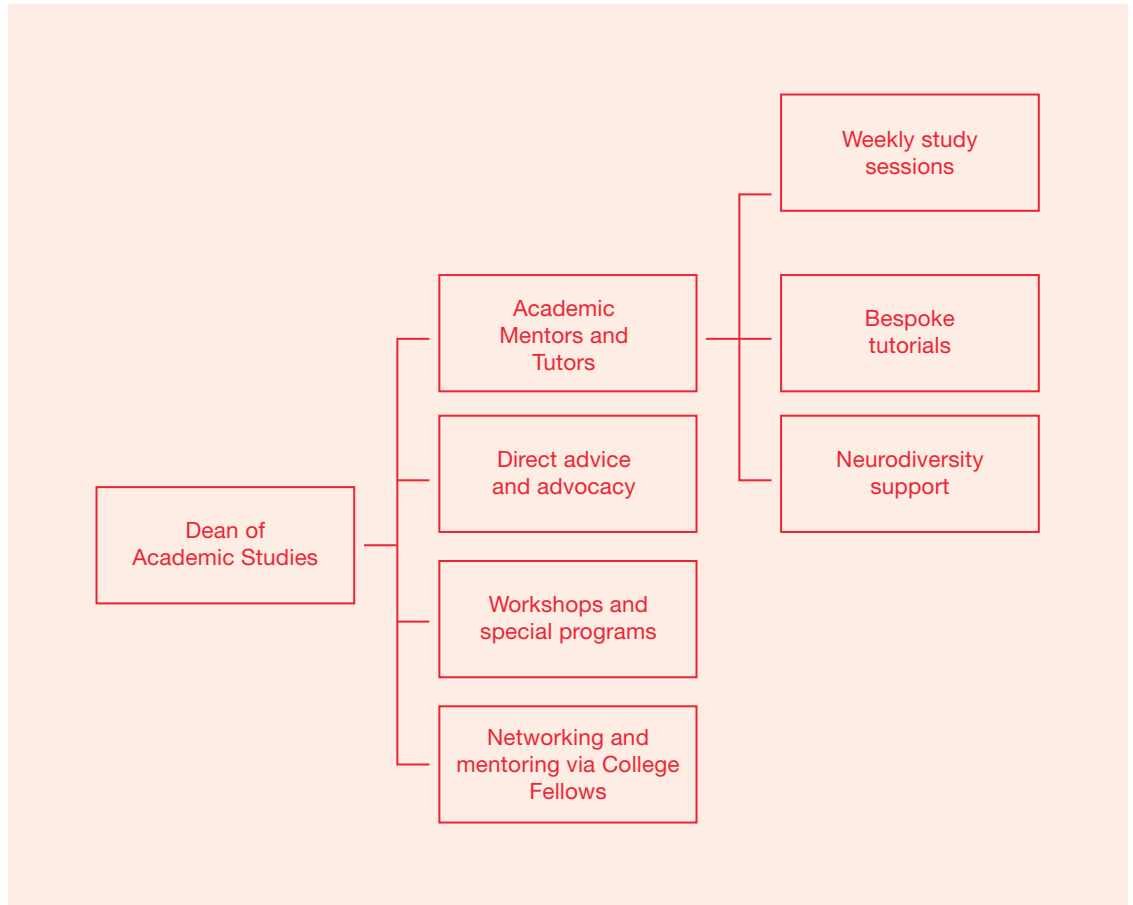 Weekly study
sessions
Academic
Mentors and
Tutors
Bespoke
tutorials
Direct advice
and advocacy
Neurodiversity
support
Dean of
Academic Studies
Workshops and
special programs
Networking and
mentoring via College
Fellows